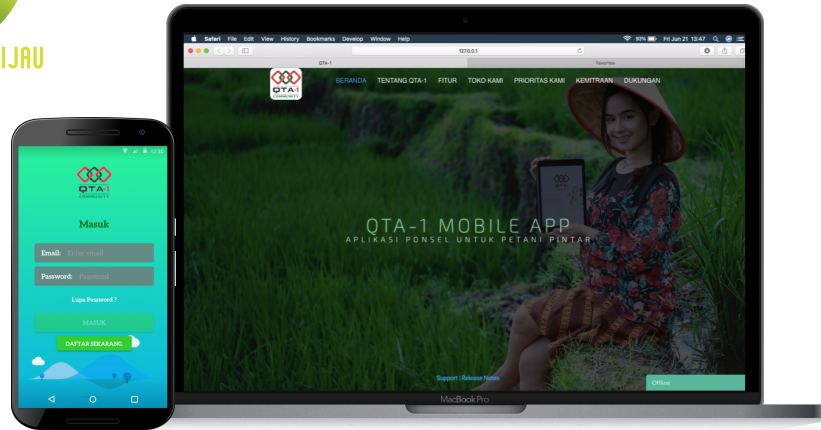 IJAU
Safari File Edit View History Bookmarks Develop Window Help
93% Fri Jun 21 13:47
127.0.0.1
QTA-1
Favorites
QTA-1
COMMUNITY
BERANDA TENTANG QTA-1 FITUR TOKO KAMI PRIORITAS KAMI KEMITRAAN DUKUNGAN
QTA-1 MOBILE APP
APLIKASI PONSEL UNTUK PETANI PINTAR
Support | Release Notes
Offline
MacBook Pro
12:30
QTA-1
COMMUNITY
Masuk
Email: Enter email
Password: Password
Lupa Password ?
MASUK
DAFTAR SEKARANG